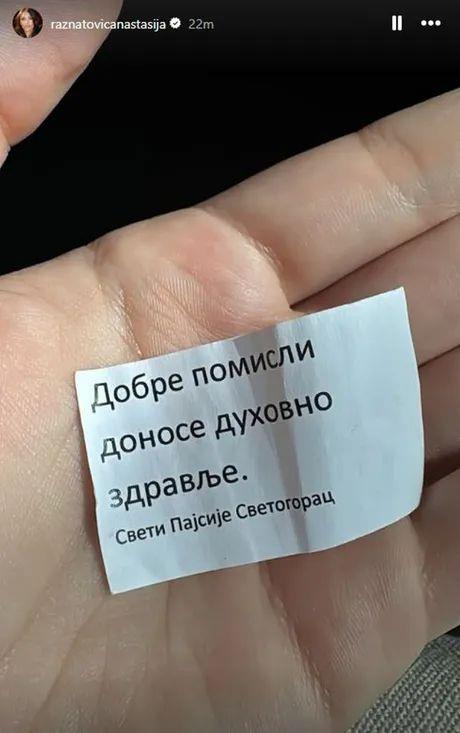 raznatovicanastasija 22m
Добре помисли
доносе духовно
здравље.
Свети Пајсије Светогорац